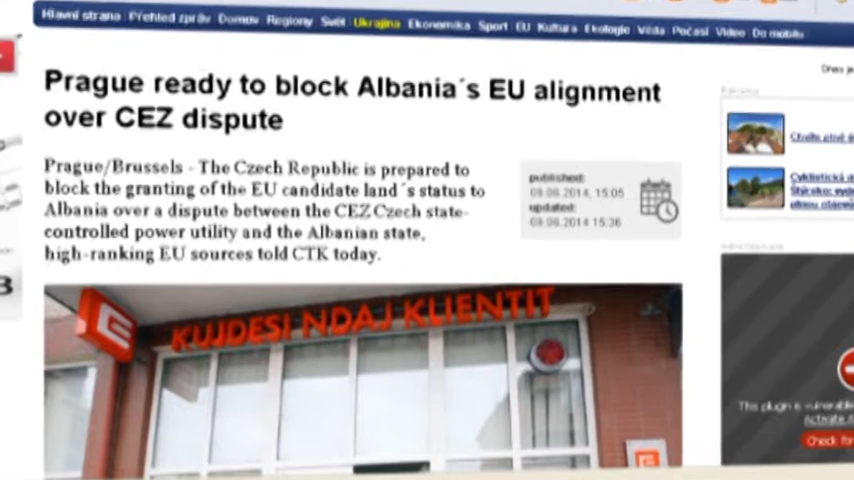 Hlavní strana Přehled zpráv Domov Regiony Svět Ukrajina Ekonomika Sport EU Kultura Ekologie Věda Počasí Video Do mobilu
Prague ready to block Albania´s EU alignment
over CEZ dispute
Prague/Brussels - The Czech Republic is prepared to
block the granting of the EU candidate land´s status to
Albania over a dispute between the CEZ Czech state-
controlled power utility and the Albanian state,
high-ranking EU sources told CTK today.
published:
09.06.2014, 15:05
updated:
09.06.2014 15:36
KUJDESI NDAJ KLIENTIT
Dnes je
This plugin is vulnerable
Check for